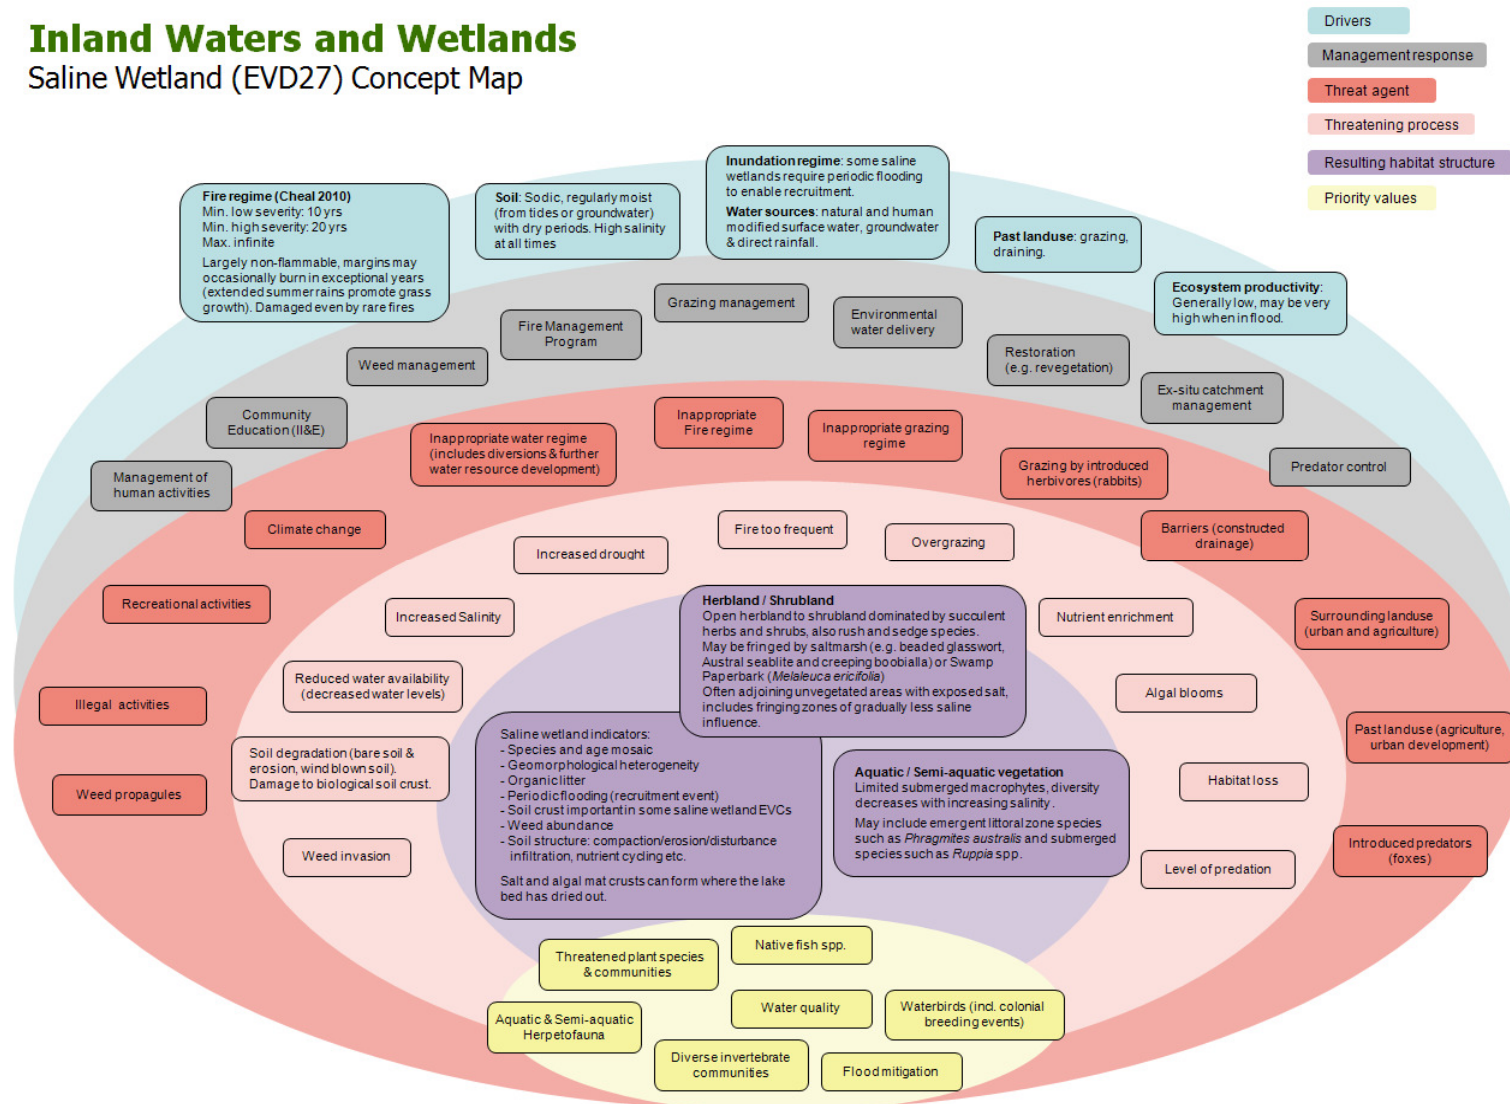 Inland Waters and Wetlands
Saline Wetland (EVD27) Concept Map
Drivers
Management response
Threat agent
Threatening process
Resulting habitat structure
Priority values
Fire regime (Cheal 2010)
Min. low severity: 10 yrs
Min. high severity: 20 yrs
Max. infinite
Largely non-flammable, margins may
occasionally burn in exceptional years
(extended summer rains promote grass
growth). Damaged even by rare fires
Soil: Sodic, regularly moist
(from tides or groundwater)
with dry periods. High salinity
at all times
Inundation regime: some saline
wetlands require periodic flooding
to enable recruitment.
Water sources: natural and human
modified surface water, groundwater
& direct rainfall.
Past landuse: grazing,
draining.
Ecosystem productivity:
Generally low, may be very
high when in flood.
Management of
human activities
Community
Education (II&E)
Weed management
Fire Management
Program
Grazing management
Environmental
water delivery
Restoration
(e.g. revegetation)
Ex-situ catchment
management
Predator control
Weed propagules
Illegal activities
Recreational activities
Climate change
Inappropriate water regime
(includes diversions & further
water resource development)
Inappropriate
Fire regime
Inappropriate grazing
regime
Grazing by introduced
herbivores (rabbits)
Barriers (constructed
drainage)
Surrounding landuse
(urban and agriculture)
Past landuse (agriculture,
urban development)
Introduced predators
(foxes)
Weed invasion
Soil degradation (bare soil &
erosion, wind blown soil).
Damage to biological soil crust.
Reduced water availability
(decreased water levels)
Increased Salinity
Increased drought
Fire too frequent
Overgrazing
Nutrient enrichment
Algal blooms
Habitat loss
Level of predation
Herbland / Shrubland
Open herbland to shrubland dominated by succulent
herbs and shrubs, also rush and sedge species.
May be fringed by saltmarsh (e.g. beaded glasswort,
Austral seablite and creeping boobialla) or Swamp
Paperbark (Melaleuca ericifolia)
Often adjoining unvegetated areas with exposed salt,
includes fringing zones of gradually less saline
influence.
Saline wetland indicators:
- Species and age mosaic
- Geomorphological heterogeneity
- Organic litter
- Periodic flooding (recruitment event)
- Soil crust important in some saline wetland EVCs
- Weed abundance
- Soil structure: compaction/erosion/disturbance
infiltration, nutrient cycling etc.
Salt and algal mat crusts can form where the lake
bed has dried out.
Aquatic / Semi-aquatic vegetation
Limited submerged macrophytes, diversity
decreases with increasing salinity .
May include emergent littoral zone species
such as Phragmites australis and submerged
species such as Ruppia spp.
Threatened plant species
& communities
Native fish spp.
Aquatic & Semi-aquatic
Herpetofauna
Water quality
Waterbirds (incl. colonial
breeding events)
Diverse invertebrate
communities
Flood mitigation